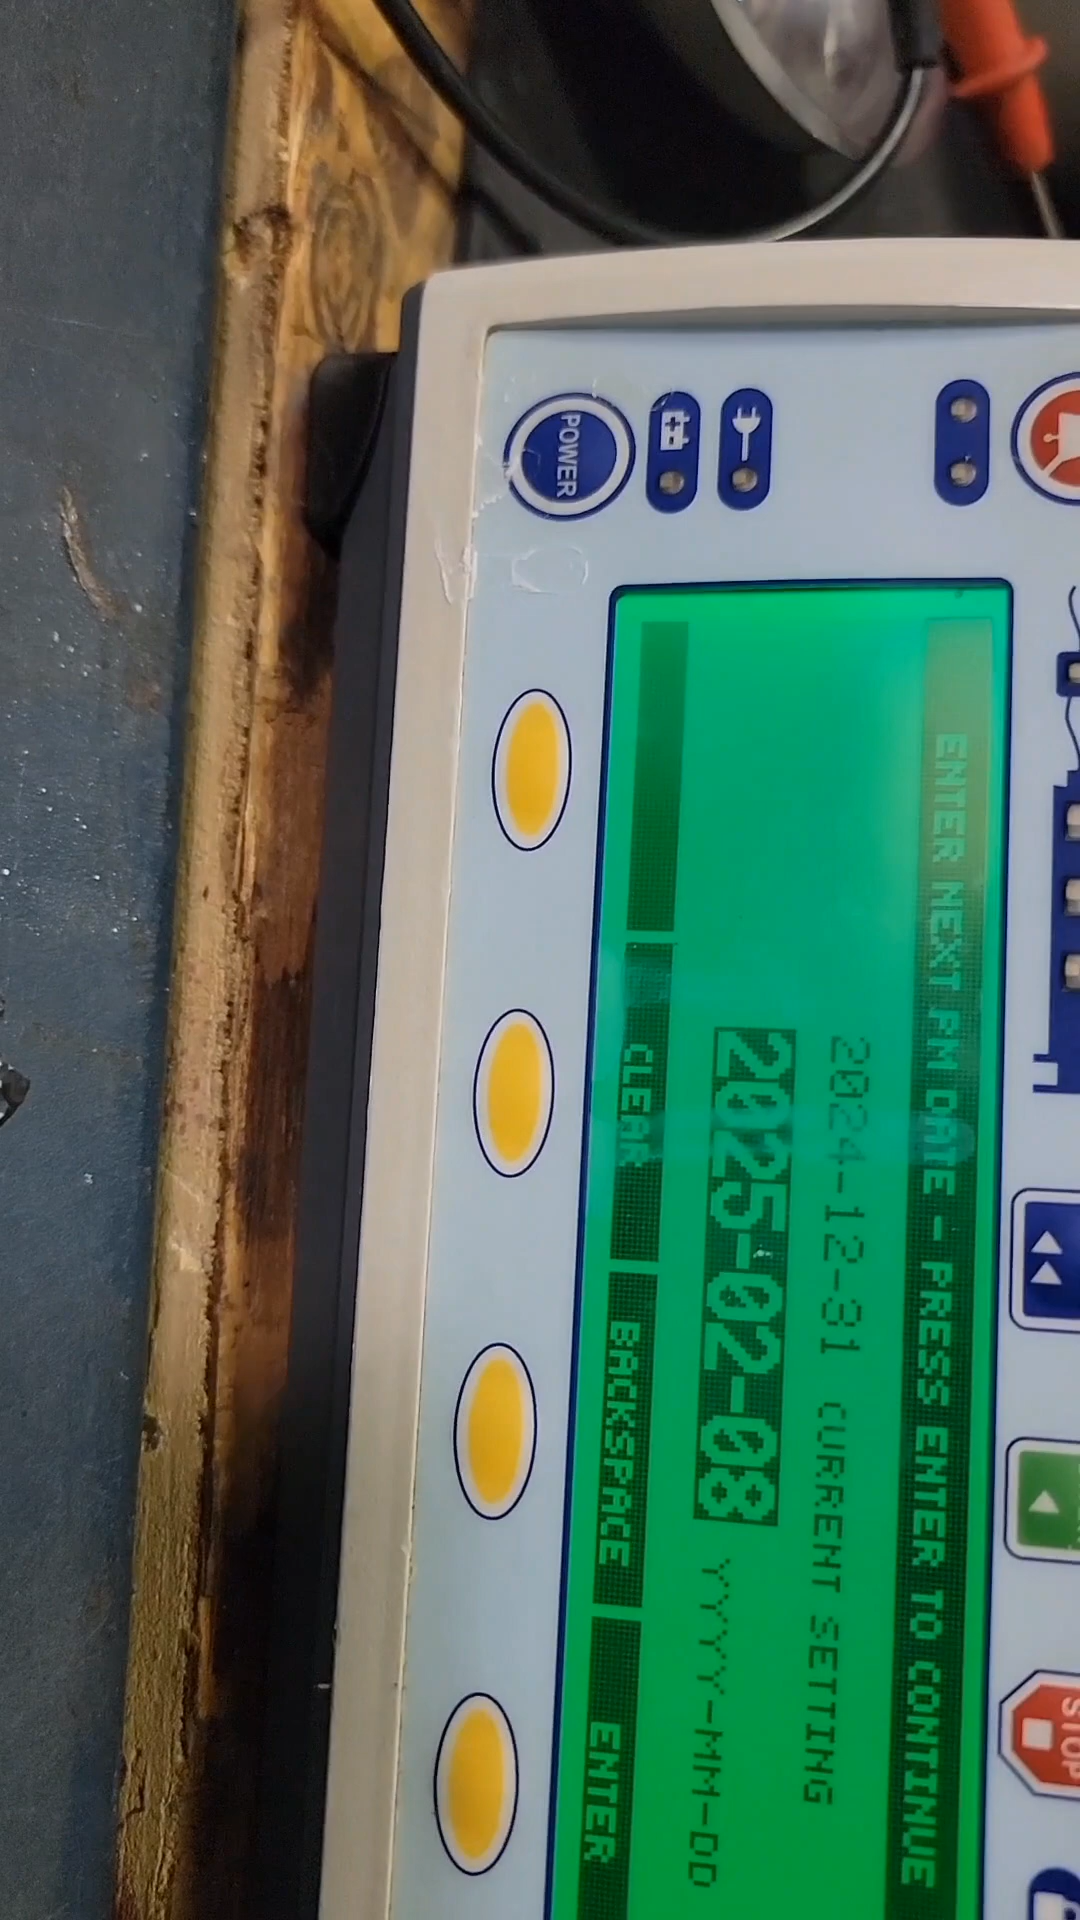 POWER
ENTER NEXT PM DATE - PRESS ENTER TO CONTINUE
2024-12-31 CURRENT SETTING
2025-02-08 YYYY-MM-DD
CLEAR BACKSPACE ENTER
STOP